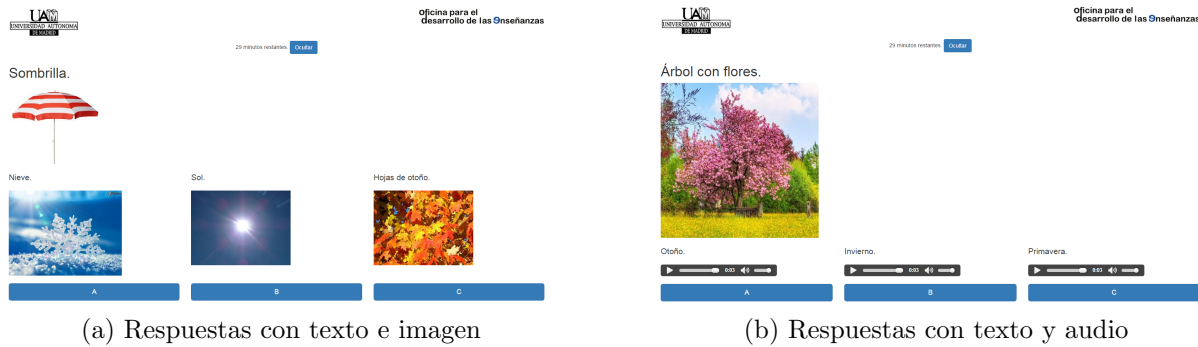 UAM
UNIVERSIDAD AUTONOMA
DE MADRID
Oficina para el
desarrollo de las enseñanzas
29 minutos restantes. Ocultar
Sombrilla.
Nieve.
Sol.
Hojas de otoño.
A
B
C
(a) Respuestas con texto e imagen
UAM
UNIVERSIDAD AUTONOMA
DE MADRID
Oficina para el
desarrollo de las enseñanzas
29 minutos restantes. Ocultar
Árbol con flores.
Otoño.
Invierno.
Primavera.
0:03
0:03
0:03
A
B
C
(b) Respuestas con texto y audio